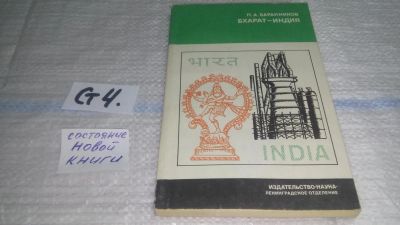 П.А. БАРАННИКОВ
БХАРАТ–ИНДИЯ
भारत
INDIA
ИЗДАТЕЛЬСТВО «НАУКА»
ЛЕНИНГРАДСКОЕ ОТДЕЛЕНИЕ
G4.
состояние
новой
книги